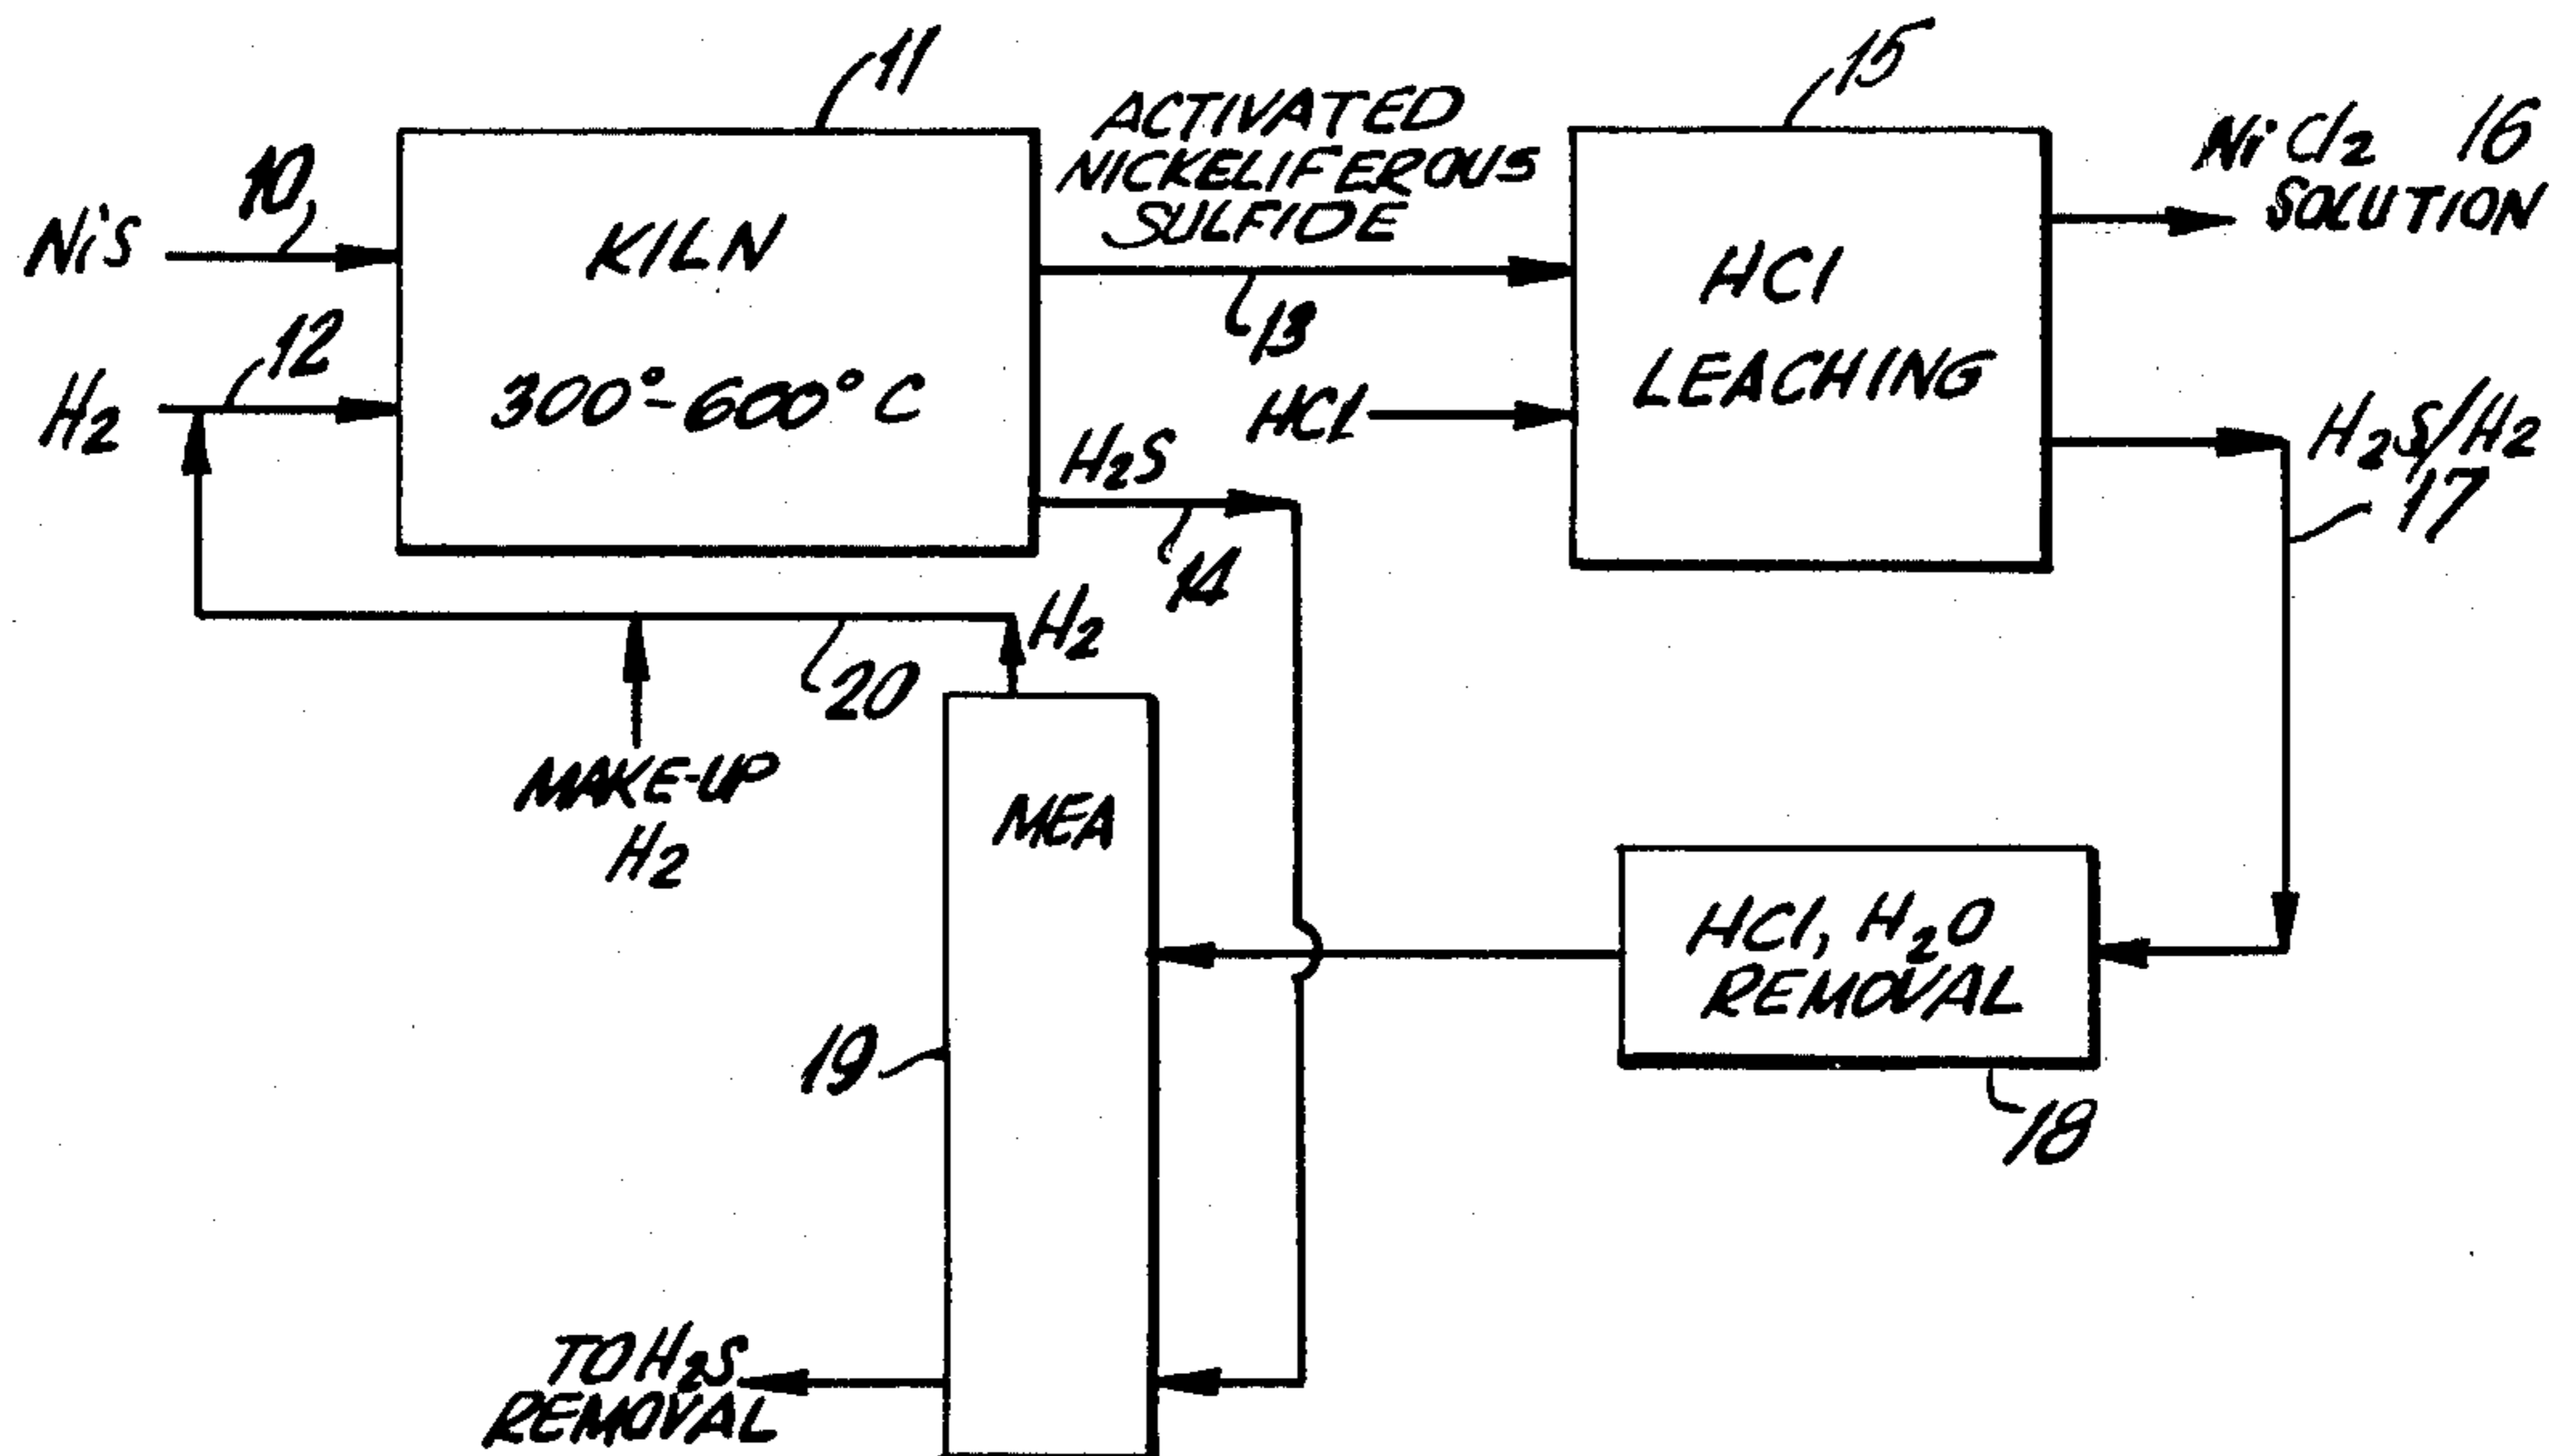 11
15
ACTIVATED
NICKELIFEROUS
SULFIDE
NiCl2 16
SOLUTION
10
NiS
KILN
300°-600° C
13
HCl
LEACHING
12
H2
HCl
H2S
14
H2S/H2
17
H2
20
MAKE-UP
H2
MEA
HCl, H2O
REMOVAL
18
19
TO H2S
REMOVAL